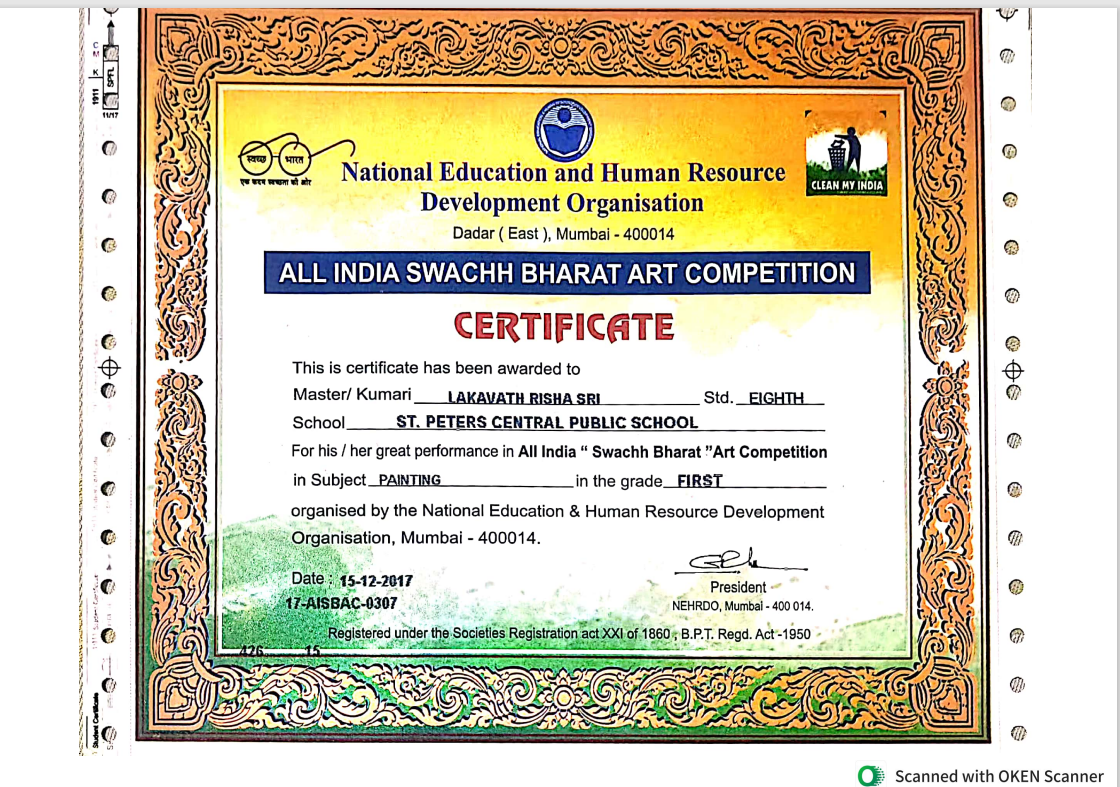 C
M
K
SPFL
1911
11/17
स्वच्छ भारत
एक कदम स्वच्छता की ओर
CLEAN MY INDIA
National Education and Human Resource
Development Organisation
Dadar ( East ), Mumbai - 400014
ALL INDIA SWACHH BHARAT ART COMPETITION
CERTIFICATE
This is certificate has been awarded to
Master/ Kumari LAKAVATH RISHA SRI Std. EIGHTH
School ST. PETERS CENTRAL PUBLIC SCHOOL
For his / her great performance in All India “ Swachh Bharat ”Art Competition
in Subject PAINTING in the grade FIRST
organised by the National Education & Human Resource Development
Organisation, Mumbai - 400014.
Date : 15-12-2017
17-AISBAC-0307
President
NEHRDO, Mumbai - 400 014.
Registered under the Societies Registration act XXI of 1860 , B.P.T. Regd. Act -1950
426 15
Student Certificate
Scanned with OKEN Scanner